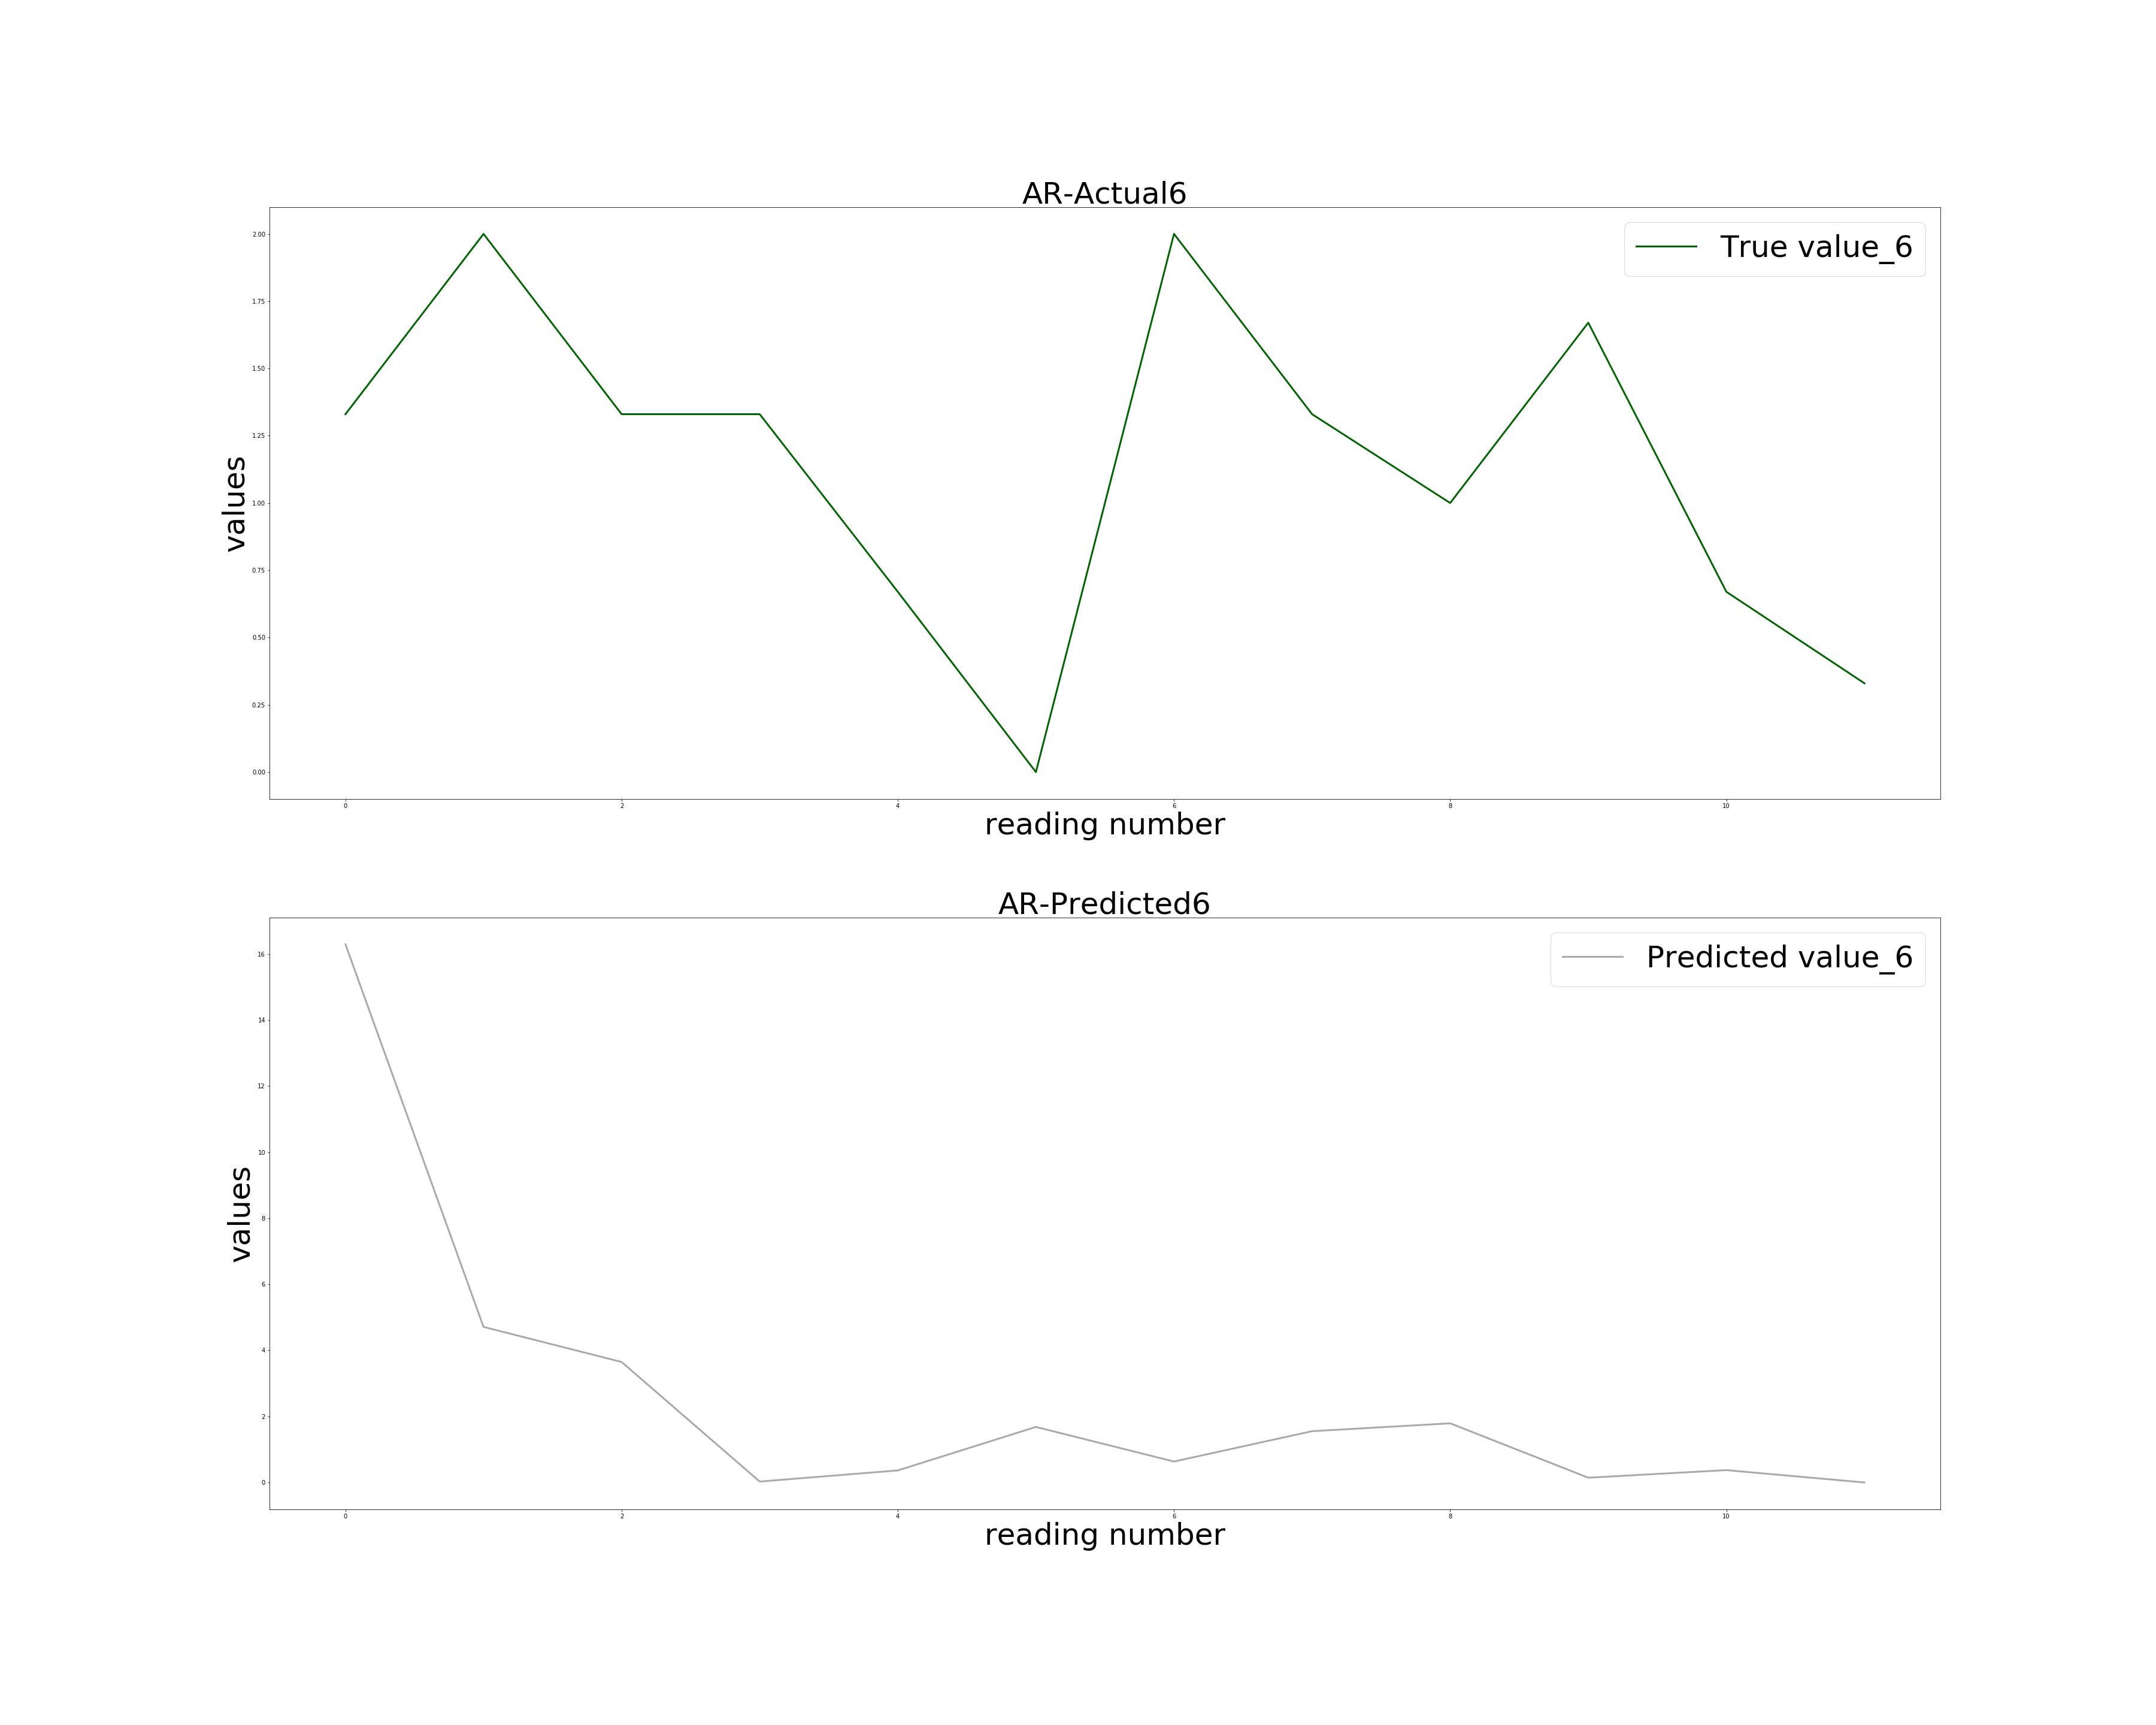 AR-Actual6
True value_6
2.00
1.75
1.50
1.25
1.00
0.75
0.50
0.25
0.00
values
0 2 4 6 8 10
reading number
AR-Predicted6
Predicted value_6
16
14
12
10
8
6
4
2
0
values
0 2 4 6 8 10
reading number